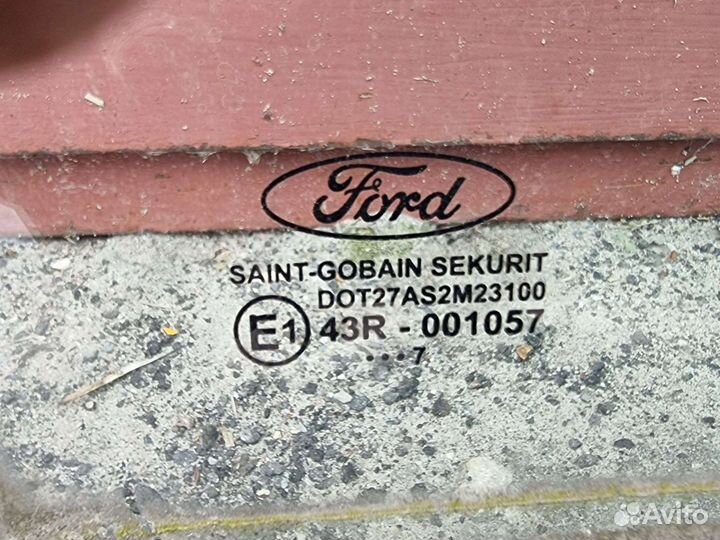 Ford
SAINT-GOBAIN SEKURIT
DOT27AS2M23100
E1 43R - 001057
...7
Avito